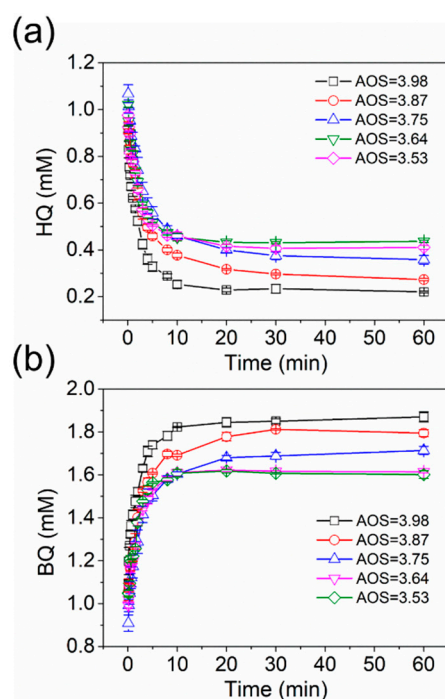 (a)
1.2
1.0
0.8
0.6
0.4
0.2
HQ (mM)
AOS=3.98
AOS=3.87
AOS=3.75
AOS=3.64
AOS=3.53
0 10 20 30 40 50 60
Time (min)
(b)
2.0
1.8
1.6
1.4
1.2
1.0
0.8
BQ (mM)
AOS=3.98
AOS=3.87
AOS=3.75
AOS=3.64
AOS=3.53
0 10 20 30 40 50 60
Time (min)